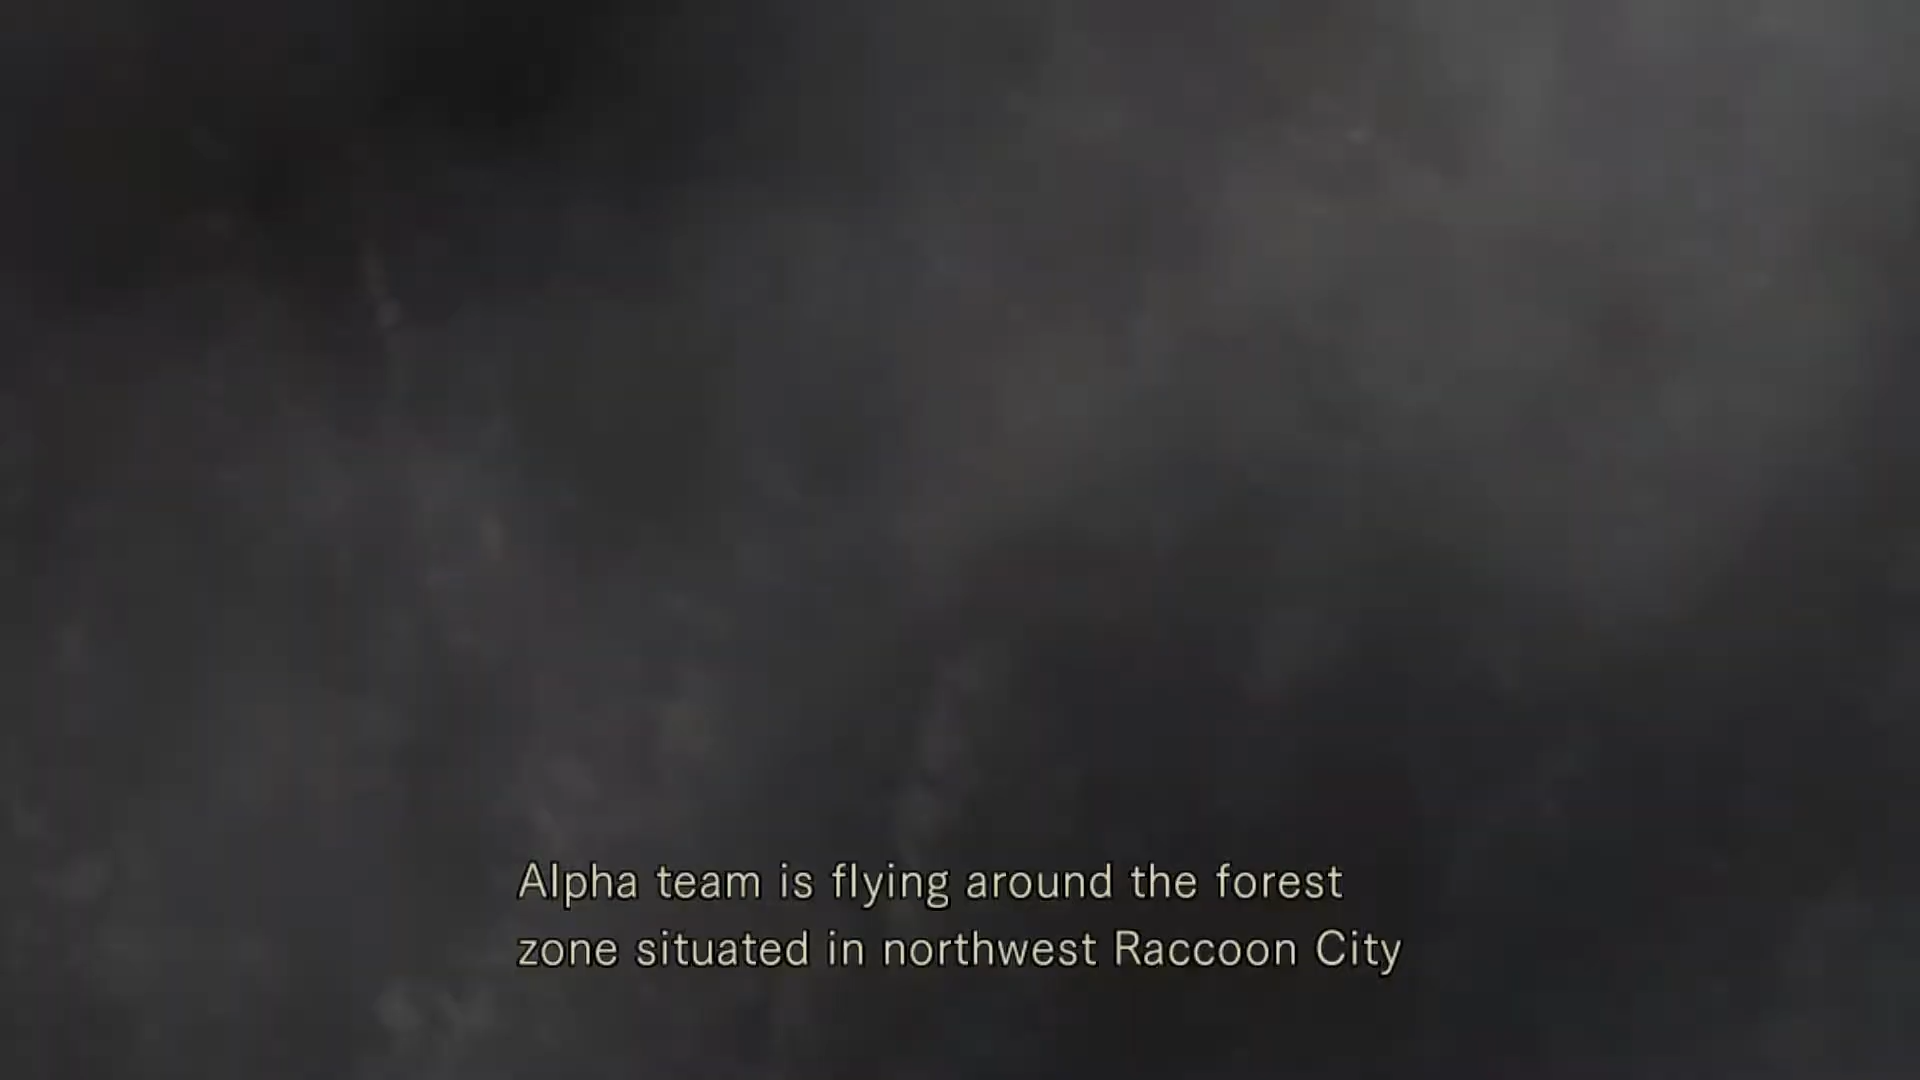 Alpha team is flying around the forest
zone situated in northwest Raccoon City